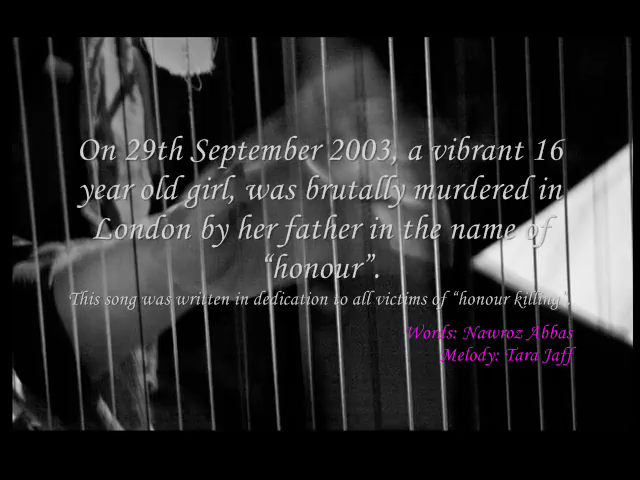 On 29th September 2003, a vibrant 16
year old girl, was brutally murdered in
London by her father in the name of
“honour”.
This song was written in dedication to all victims of “honour killing”.
Words: Nawroz Abbas
Melody: Tara Jaff